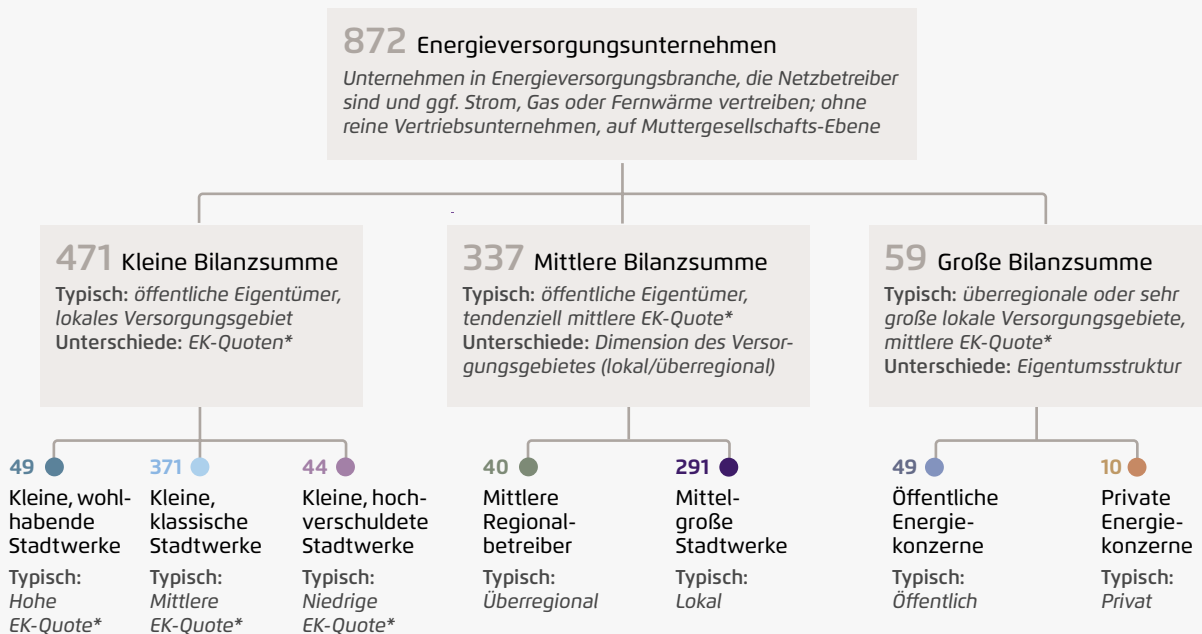 872 Energieversorgungsunternehmen
Unternehmen in Energieversorgungsbranche, die Netzbetreiber
sind und ggf. Strom, Gas oder Fernwärme vertreiben; ohne
reine Vertriebsunternehmen, auf Muttergesellschafts-Ebene
471 Kleine Bilanzsumme
Typisch: öffentliche Eigentümer,
lokales Versorgungsgebiet
Unterschiede: EK-Quoten*
337 Mittlere Bilanzsumme
Typisch: öffentliche Eigentümer,
tendenziell mittlere EK-Quote*
Unterschiede: Dimension des Versor-
gungsgebietes (lokal/überregional)
59 Große Bilanzsumme
Typisch: überregionale oder sehr
große lokale Versorgungsgebiete,
mittlere EK-Quote*
Unterschiede: Eigentumsstruktur
49
Kleine, wohl-
habende
Stadtwerke
Typisch:
Hohe
EK-Quote*
371
Kleine,
klassische
Stadtwerke
Typisch:
Mittlere
EK-Quote*
44
Kleine, hoch-
verschuldete
Stadtwerke
Typisch:
Niedrige
EK-Quote*
40
Mittlere
Regional-
betreiber
Typisch:
Überregional
291
Mittel-
große
Stadtwerke
Typisch:
Lokal
49
Öffentliche
Energie-
konzerne
Typisch:
Öffentlich
10
Private
Energie-
konzerne
Typisch:
Privat